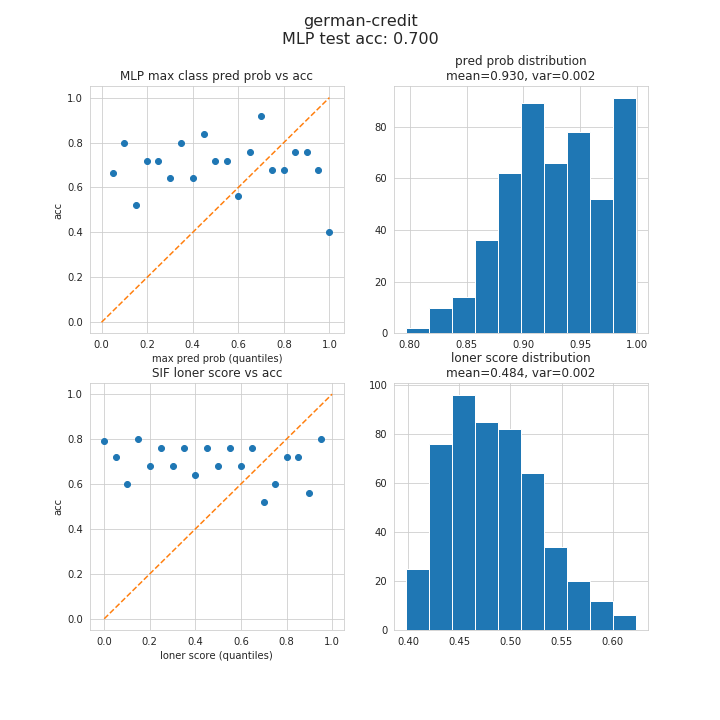 german-credit
MLP test acc: 0.700
MLP max class pred prob vs acc
1.0
0.8
0.6
0.4
0.2
0.0
acc
0.0 0.2 0.4 0.6 0.8 1.0
max pred prob (quantiles)
pred prob distribution
mean=0.930, var=0.002
80
60
40
20
0
0.80 0.85 0.90 0.95 1.00
SIF loner score vs acc
1.0
0.8
0.6
0.4
0.2
0.0
acc
0.0 0.2 0.4 0.6 0.8 1.0
loner score (quantiles)
loner score distribution
mean=0.484, var=0.002
100
80
60
40
20
0
0.40 0.45 0.50 0.55 0.60